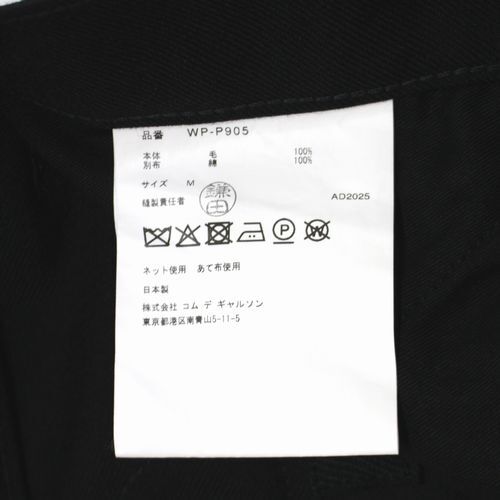 品番 WP-P905
本体 毛 100%
別布 綿 100%
サイズ M
縫製責任者 鎌田 AD2025
ネット使用 あて布使用
日本製
株式会社 コム デ ギャルソン
東京都港区南青山5-11-5